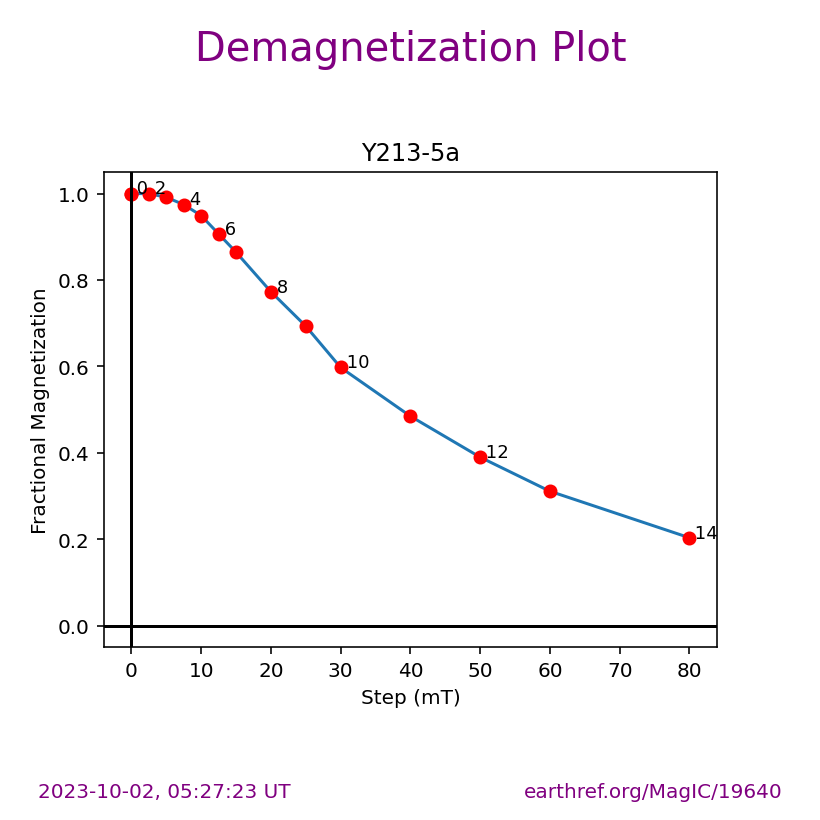 Demagnetization Plot
Y213-5a
Fractional Magnetization
1.0
0.8
0.6
0.4
0.2
0.0
0
2
4
6
8
10
12
14
0 10 20 30 40 50 60 70 80
Step (mT)
2023-10-02, 05:27:23 UT
earthref.org/MagIC/19640